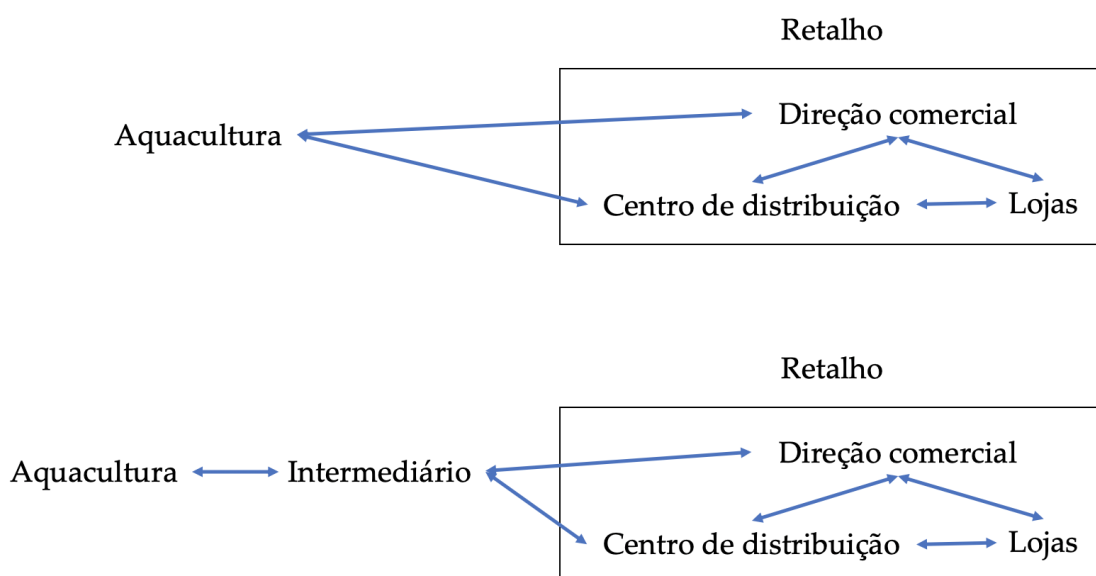 Retalho
Direção comercial
Aquacultura
Centro de distribuição
Lojas
Retalho
Direção comercial
Aquacultura
Intermediário
Centro de distribuição
Lojas